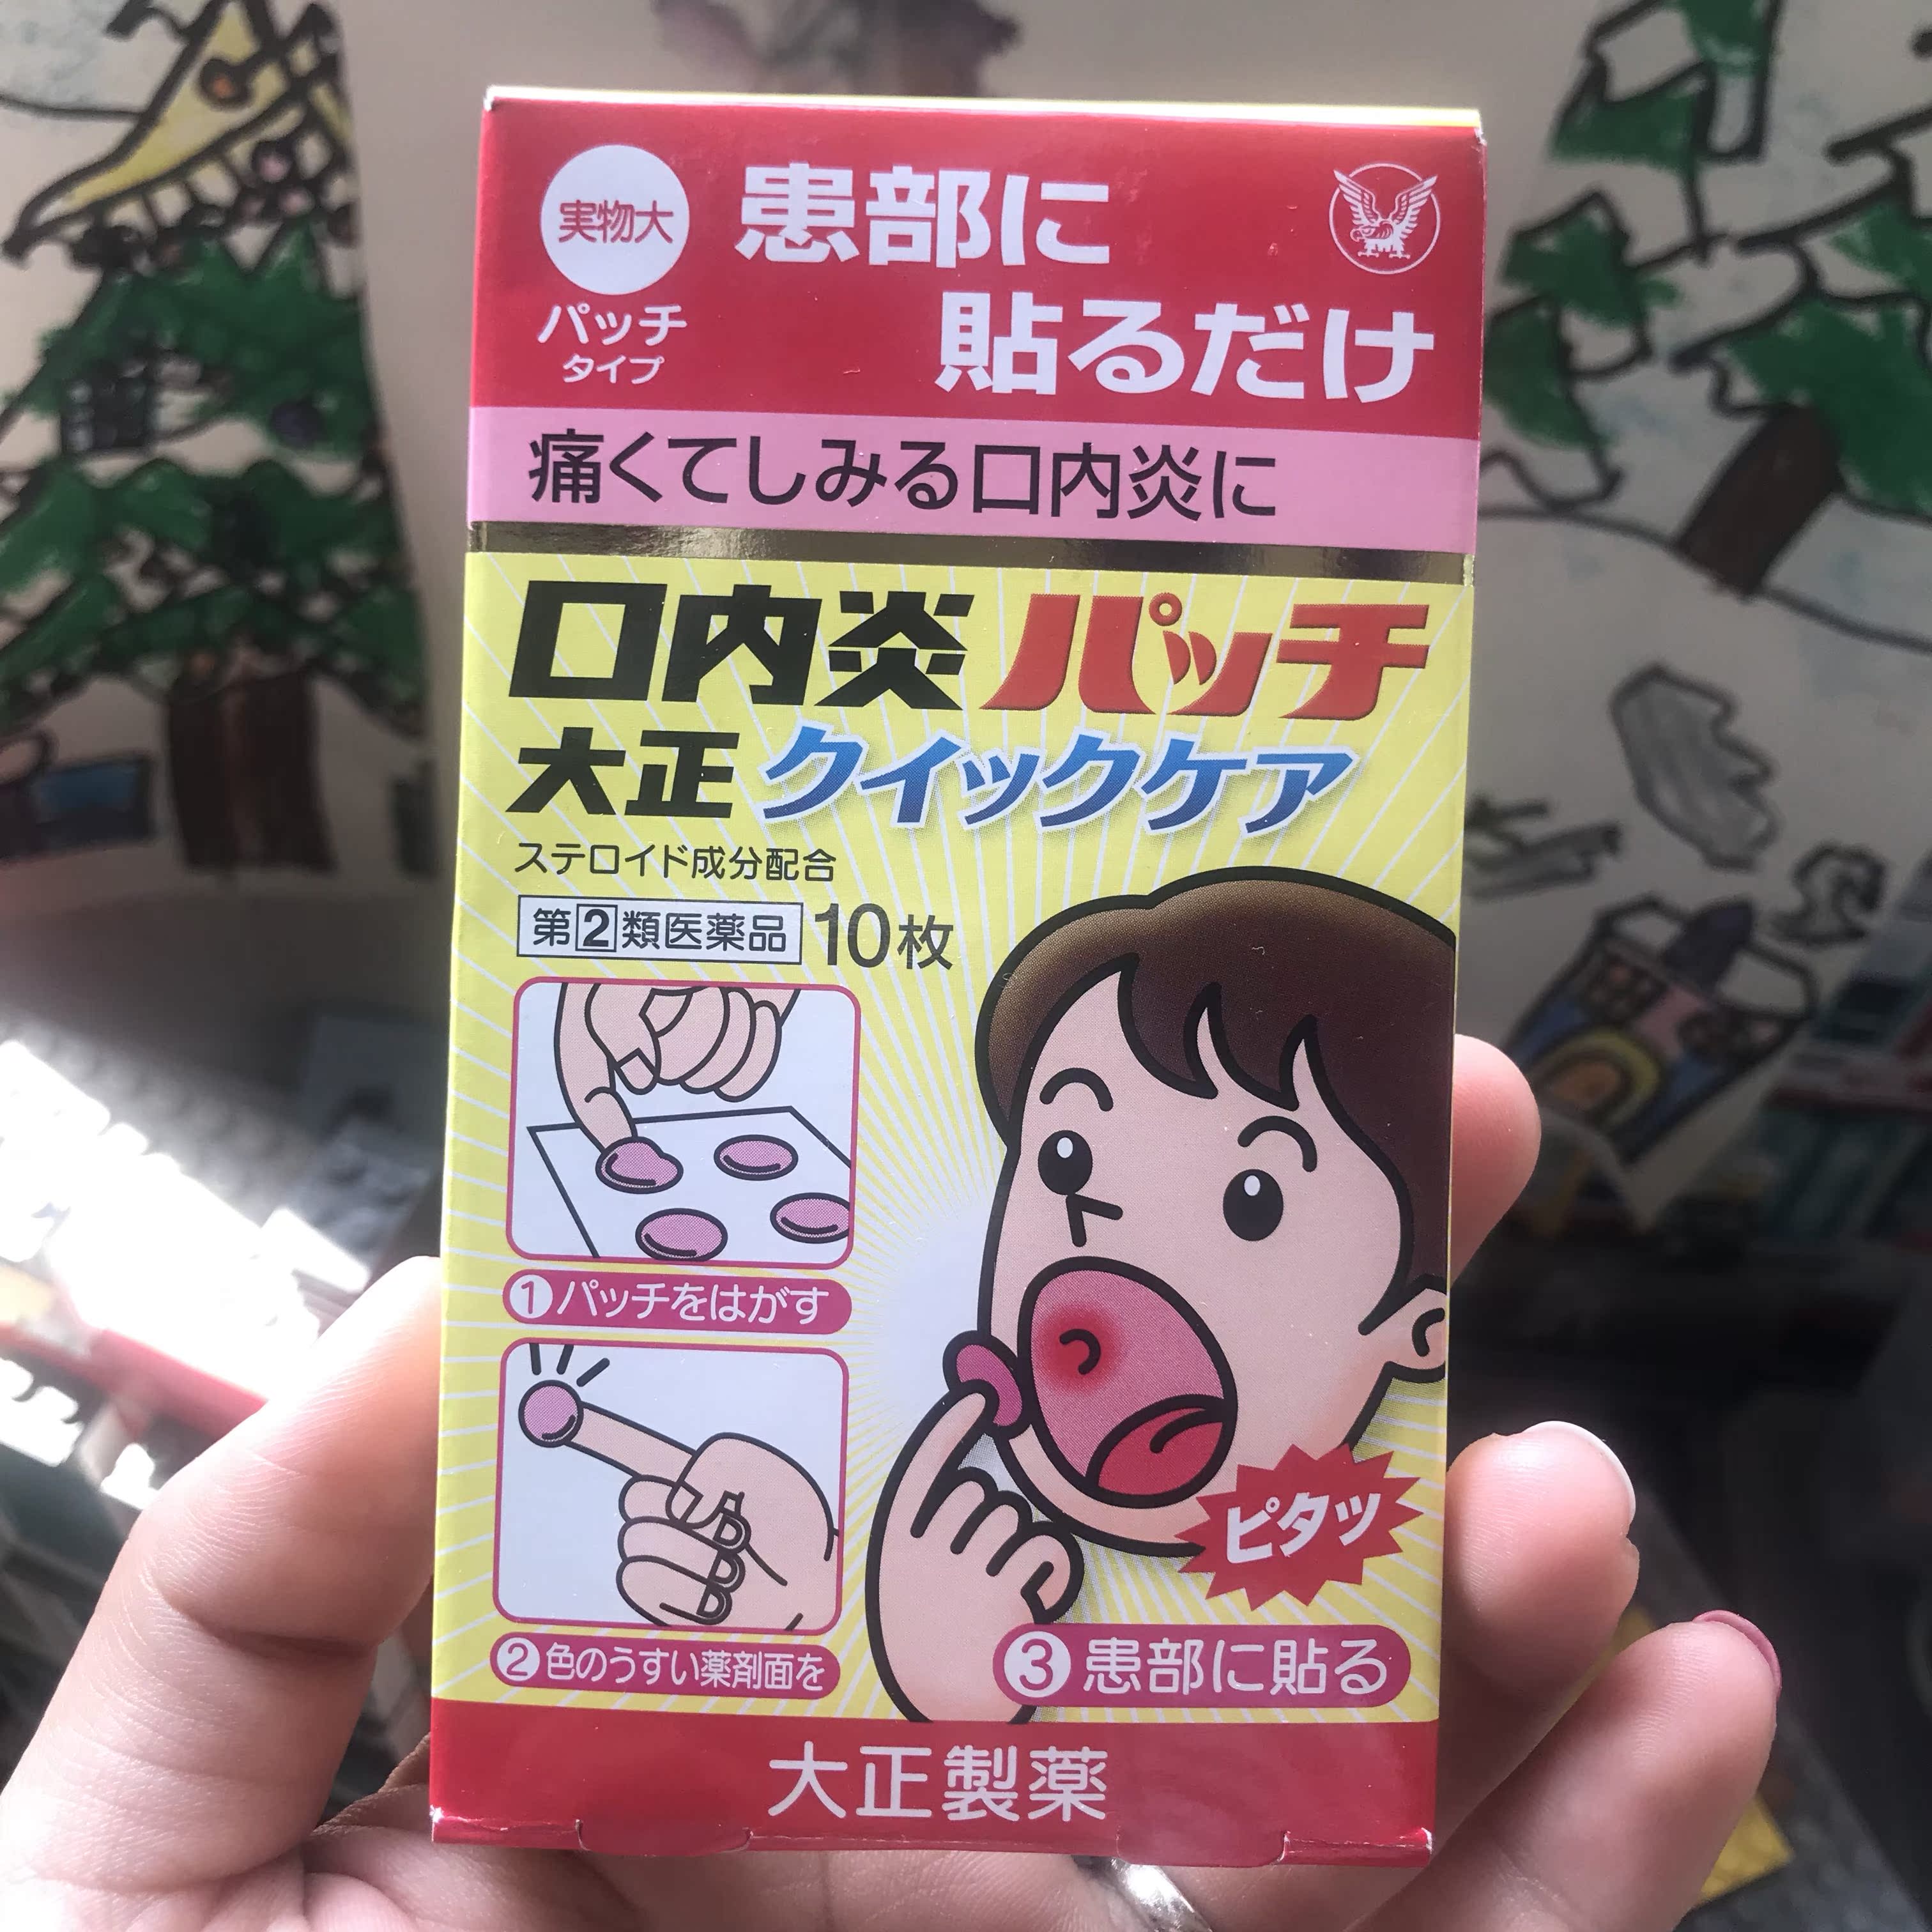 実物大
パッチ
タイプ
患部に
貼るだけ
痛くてしみる口内炎に
口内炎パッチ
大正クイックケア
ステロイド成分配合
第2類医薬品 10枚
①パッチをはがす
②色のうすい薬剤面を
ピタッ
③患部に貼る
大正製薬